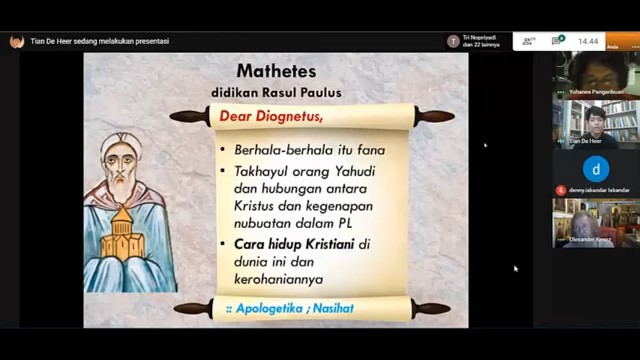 Tian De Heer sedang melakukan presentasi
T
Tri Nopriyadi
dan 22 lainnya
14.44
Anda
Mathetes
didikan Rasul Paulus
Dear Diognetus,
• Berhala-berhala itu fana
• Takhayul orang Yahudi
dan hubungan antara
Kristus dan kegenapan
nubuatan dalam PL
• Cara hidup Kristiani di
dunia ini dan
kerohaniannya
:: Apologetika ; Nasihat
Yohanes Pangaribuan
Tian De Heer
d
denny.iskandar Iskandar